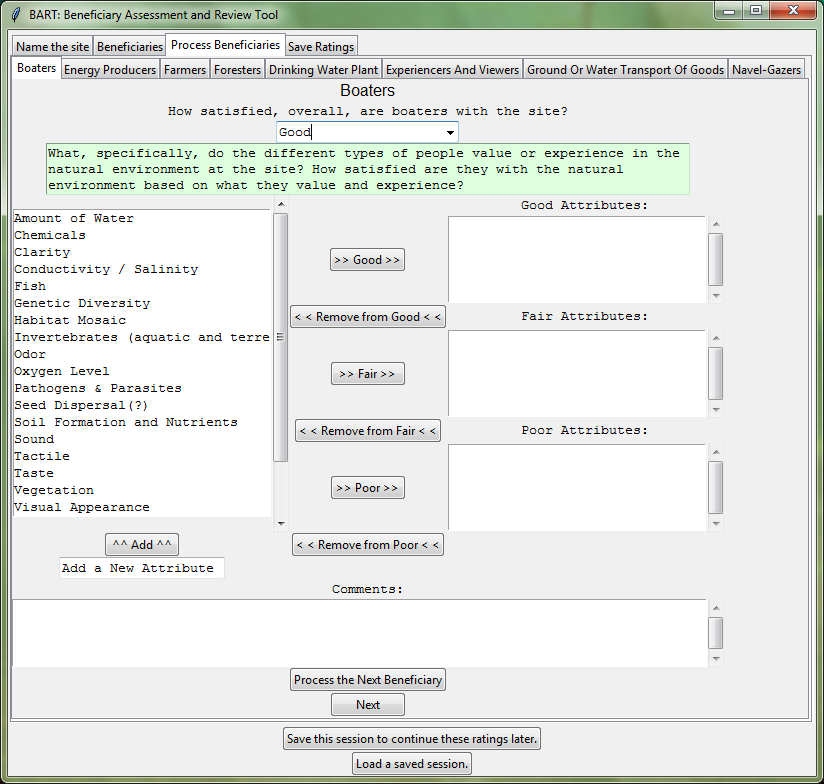 BART: Beneficiary Assessment and Review Tool
Name the site Beneficiaries Process Beneficiaries Save Ratings
Boaters Energy Producers Farmers Foresters Drinking Water Plant Experiencers And Viewers Ground Or Water Transport Of Goods Navel-Gazers
Boaters
How satisfied, overall, are boaters with the site?
Good
What, specifically, do the different types of people value or experience in the
natural environment at the site? How satisfied are they with the natural
environment based on what they value and experience?
Amount of Water
Chemicals
Clarity
Conductivity / Salinity
Fish
Genetic Diversity
Habitat Mosaic
Invertebrates (aquatic and terre
Odor
Oxygen Level
Pathogens & Parasites
Seed Dispersal(?)
Soil Formation and Nutrients
Sound
Tactile
Taste
Vegetation
Visual Appearance
^^ Add ^^
Add a New Attribute
>> Good >>
< < Remove from Good < <
>> Fair >>
< < Remove from Fair < <
>> Poor >>
< < Remove from Poor < <
Good Attributes:
Fair Attributes:
Poor Attributes:
Comments:
Process the Next Beneficiary
Next
Save this session to continue these ratings later.
Load a saved session.